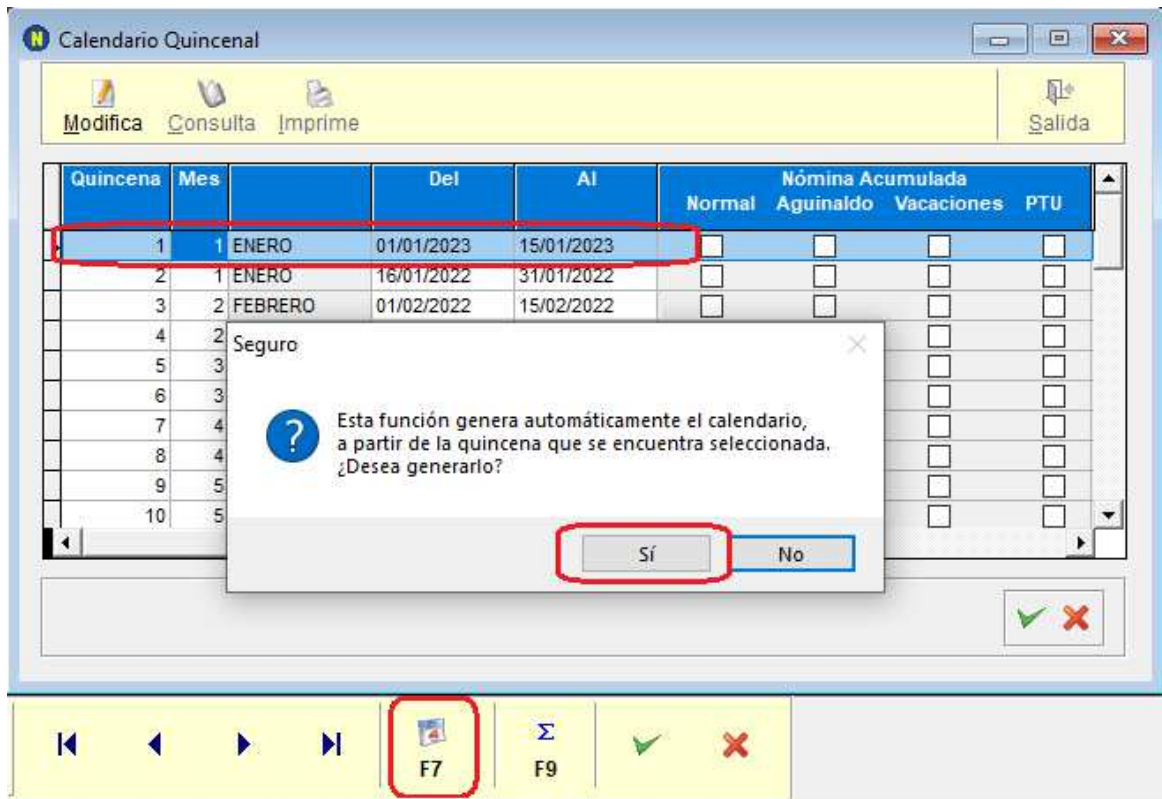 Calendario Quincenal
Modifica Consulta Imprime Salida
Quincena Mes Del Al Nómina Acumulada
Normal Aguinaldo Vacaciones PTU
1 1 ENERO 01/01/2023 15/01/2023
2 1 ENERO 16/01/2022 31/01/2022
3 2 FEBRERO 01/02/2022 15/02/2022
4 2
5 3
6 3
7 4
8 4
9 5
10 5
Seguro
Esta función genera automáticamente el calendario,
a partir de la quincena que se encuentra seleccionada.
¿Desea generarlo?
Sí No
4 Σ
F7 F9